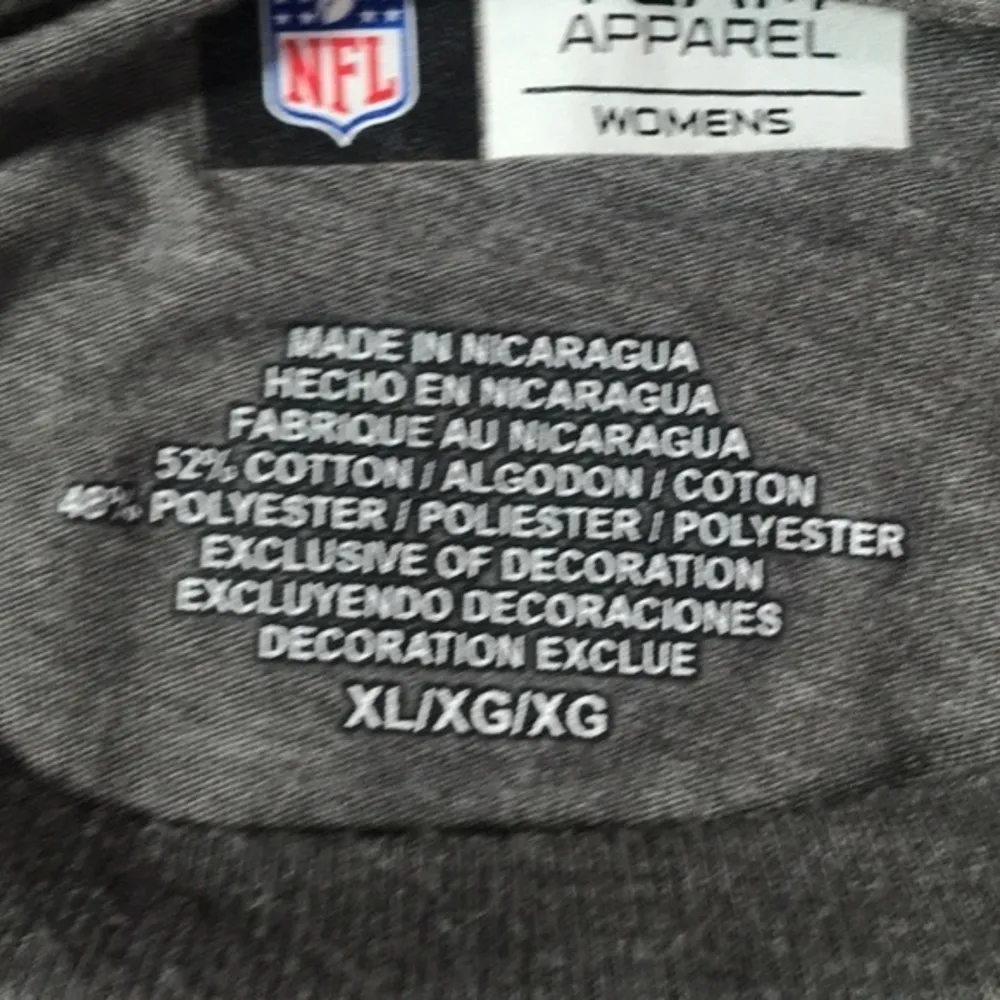 NFL
APPAREL
WOMENS
MADE IN NICARAGUA
HECHO EN NICARAGUA
FABRIQUE AU NICARAGUA
52% COTTON / ALGODON / COTON
48% POLYESTER / POLIESTER / POLYESTER
EXCLUSIVE OF DECORATION
EXCLUYENDO DECORACIONES
DECORATION EXCLUE
XL/XG/XG